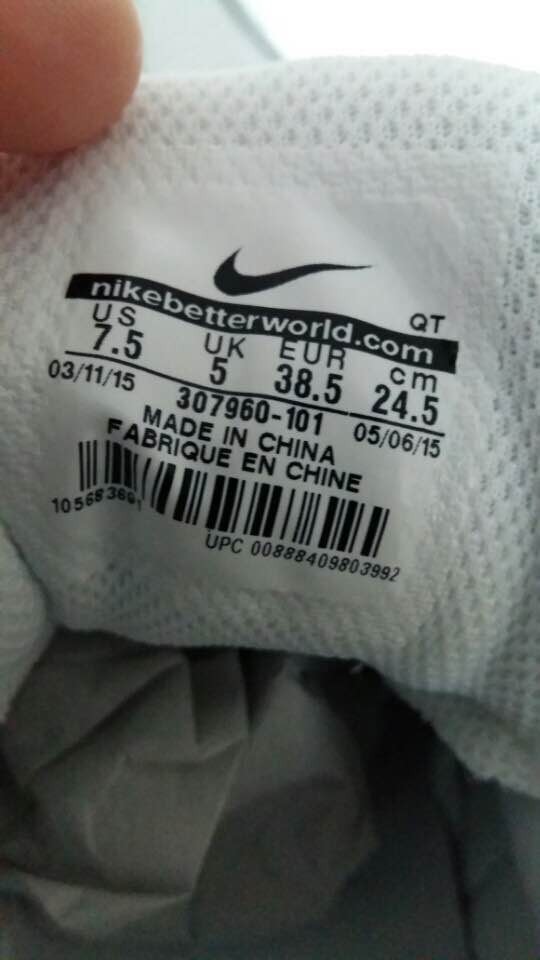 nikebetterworld.com
QT
US UK EUR cm
7.5 5 38.5 24.5
03/11/15 307960-101 05/06/15
MADE IN CHINA
FABRIQUE EN CHINE
UPC 00888409803992